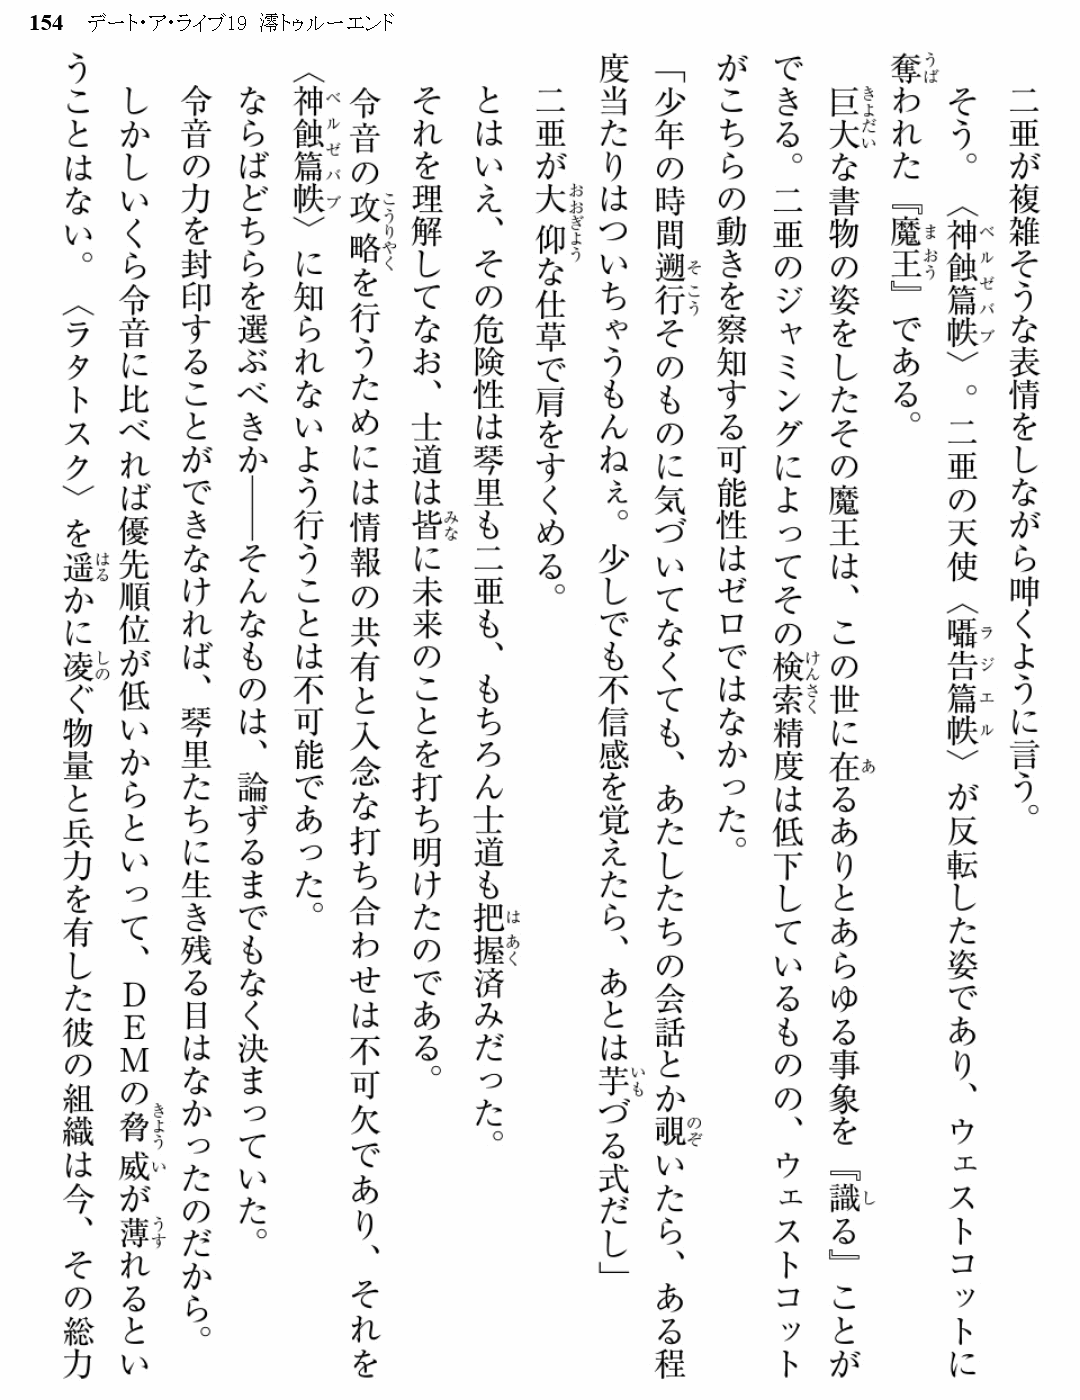 154 デート・ア・ライブ19 澪トゥルーエンド
二亜が複雑そうな表情をしながら呻くように言う。
そう。〈神蝕篇帙〉。二亜の天使〈囁告篇帙〉が反転した姿であり、ウェストコットに
奪われた『魔王』である。
巨大な書物の姿をしたその魔王は、この世に在るありとあらゆる事象を『識る』ことが
できる。二亜のジャミングによってその検索精度は低下しているものの、ウェストコット
がこちらの動きを察知する可能性はゼロではなかった。
「少年の時間遡行そのものに気づいてなくても、あたしたちの会話とか覗いたら、ある程
度当たりはついちゃうもんねぇ。少しでも不信感を覚えたら、あとは芋づる式だし」
二亜が大仰な仕草で肩をすくめる。
とはいえ、その危険性は琴里も二亜も、もちろん士道も把握済みだった。
それを理解してなお、士道は皆に未来のことを打ち明けたのである。
令音の攻略を行うためには情報の共有と入念な打ち合わせは不可欠であり、それを
〈神蝕篇帙〉に知られないよう行うことは不可能であった。
ならばどちらを選ぶべきか――そんなものは、論ずるまでもなく決まっていた。
令音の力を封印することができなければ、琴里たちに生き残る目はなかったのだから。
しかしいくら令音に比べれば優先順位が低いからといって、DEMの脅威が薄れるとい
うことはない。〈ラタトスク〉を遥かに凌ぐ物量と兵力を有した彼の組織は今、その総力